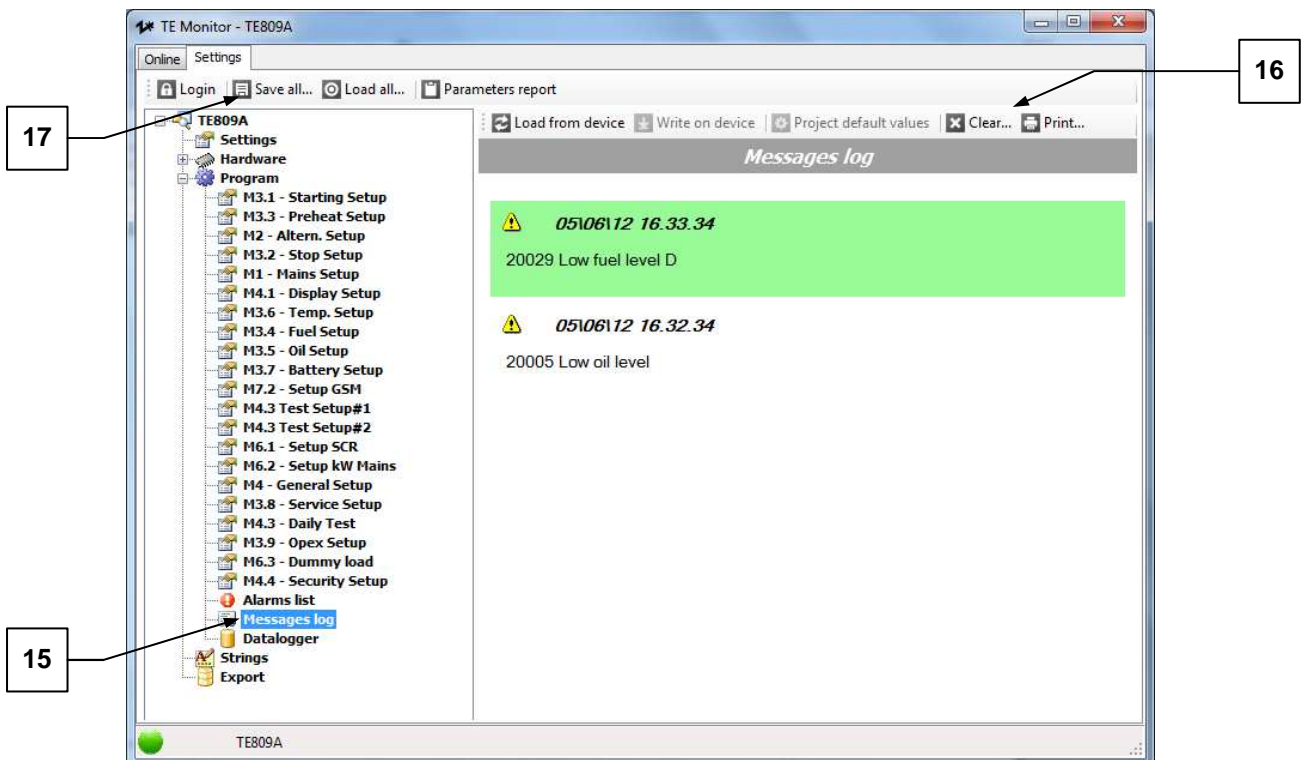 TE Monitor - TE809A
Online Settings
Login Save all... Load all... Parameters report
16
17
TE809A
Settings
Hardware
Program
M3.1 - Starting Setup
M3.3 - Preheat Setup
M2 - Altern. Setup
M3.2 - Stop Setup
M1 - Mains Setup
M4.1 - Display Setup
M3.6 - Temp. Setup
M3.4 - Fuel Setup
M3.5 - Oil Setup
M3.7 - Battery Setup
M7.2 - Setup GSM
M4.3 Test Setup#1
M4.3 Test Setup#2
M6.1 - Setup SCR
M6.2 - Setup kW Mains
M4 - General Setup
M3.8 - Service Setup
M4.3 - Daily Test
M3.9 - Opex Setup
M6.3 - Dummy load
M4.4 - Security Setup
Alarms list
Messages log
Datalogger
Strings
Export
15
Load from device Write on device Project default values Clear... Print...
Messages log
05\06\12 16.33.34
20029 Low fuel level D
05\06\12 16.32.34
20005 Low oil level
TE809A